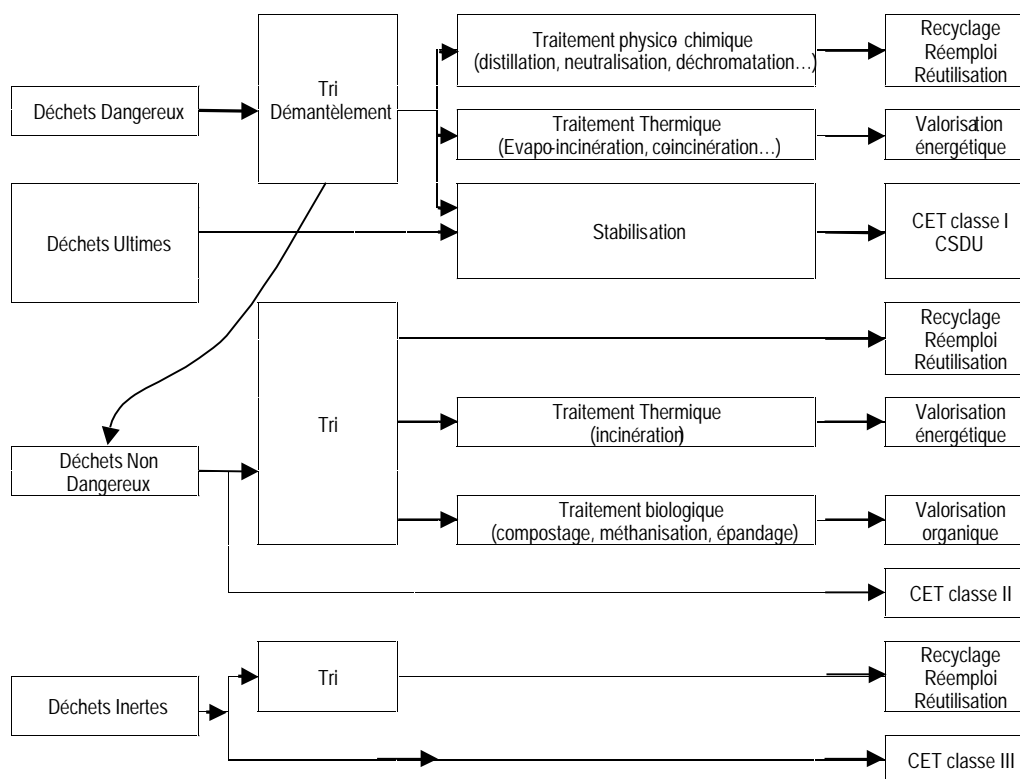 Déchets Dangereux
Tri
Démantèlement
Traitement physico chimique
(distillation, neutralisation, déchromatation…)
Recyclage
Réemploi
Réutilisation
Traitement Thermique
(Evapo-incinération, coincinération…)
Valorisation
énergétique
Déchets Ultimes
Stabilisation
CET classe I
CSDU
Déchets Non
Dangereux
Tri
Recyclage
Réemploi
Réutilisation
Traitement Thermique
(incinération)
Valorisation
énergétique
Traitement biologique
(compostage, méthanisation, épandage)
Valorisation
organique
CET classe II
Déchets Inertes
Tri
Recyclage
Réemploi
Réutilisation
CET classe III